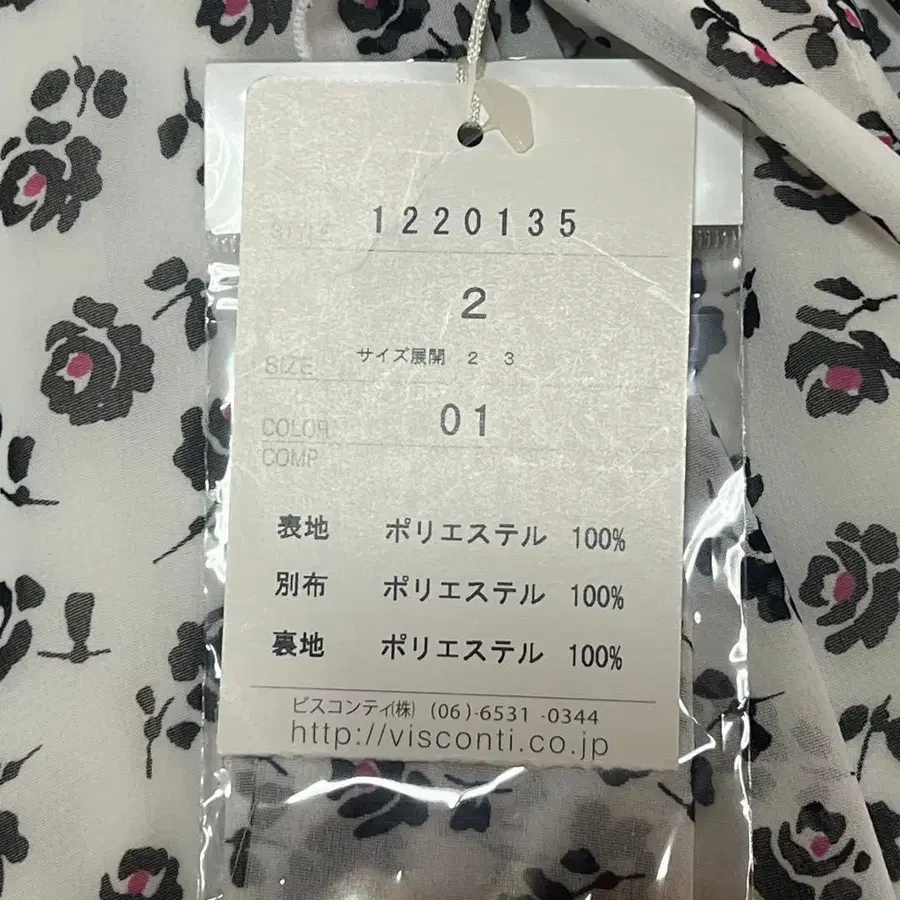 1220135
2
SIZE サイズ展開 2 3
COLOR 01
COMP
表地 ポリエステル 100%
別布 ポリエステル 100%
裏地 ポリエステル 100%
ビスコンティ(株) (06)-6531-0344
http://visconti.co.jp